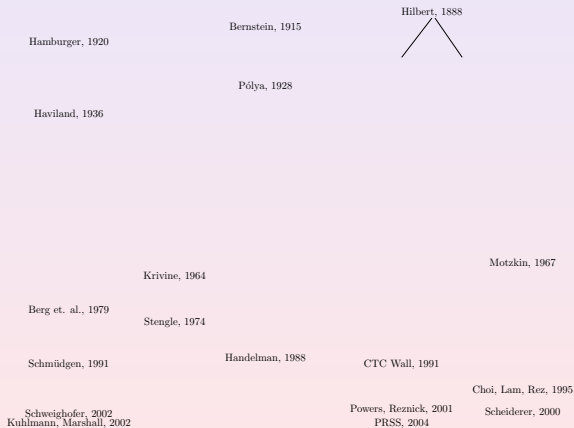 Hilbert, 1888
Bernstein, 1915
Hamburger, 1920
Pólya, 1928
Haviland, 1936
Motzkin, 1967
Krivine, 1964
Berg et. al., 1979
Stengle, 1974
Handelman, 1988
Schmüdgen, 1991
CTC Wall, 1991
Choi, Lam, Rez, 1995
Powers, Reznick, 2001
Scheiderer, 2000
Schweighofer, 2002
Kuhlmann, Marshall, 2002
PRSS, 2004